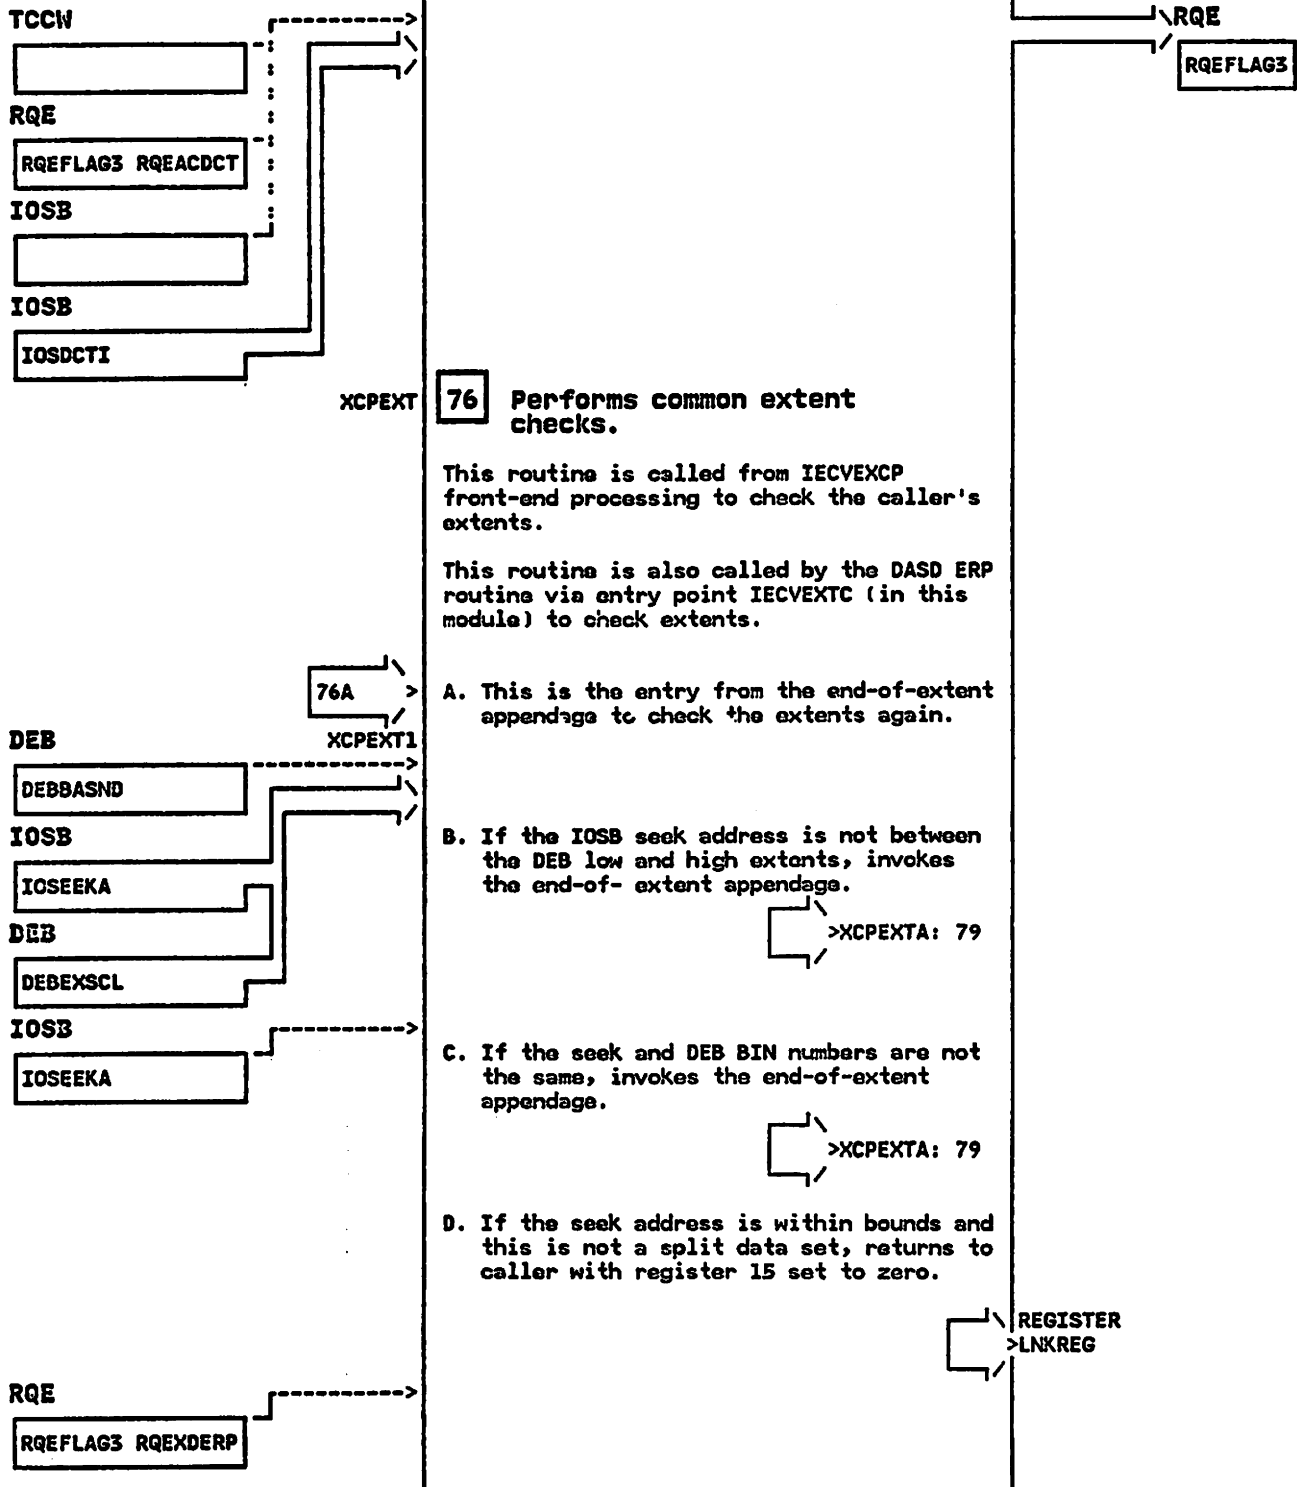 TCCW
RQE
RQEFLAG3
RQE
RQEFLAG3 RQEACDCT
IOSB
IOSB
IOSDCTI
XCPEXT
76 Performs common extent
checks.
This routine is called from IECVEXCP
front-end processing to check the caller's
extents.
This routine is also called by the DASD ERP
routine via entry point IECVEXTC (in this
module) to check extents.
76A
A. This is the entry from the end-of-extent
appendage to check the extents again.
DEB
XCPEXT1
DEBBASND
IOSB
IOSEEKA
DEB
DEBEXSCL
B. If the IOSB seek address is not between
the DEB low and high extents, invokes
the end-of- extent appendage.
>XCPEXTA: 79
IOSB
IOSEEKA
C. If the seek and DEB BIN numbers are not
the same, invokes the end-of-extent
appendage.
>XCPEXTA: 79
D. If the seek address is within bounds and
this is not a split data set, returns to
caller with register 15 set to zero.
REGISTER
>LNKREG
RQE
RQEFLAG3 RQEXDERP